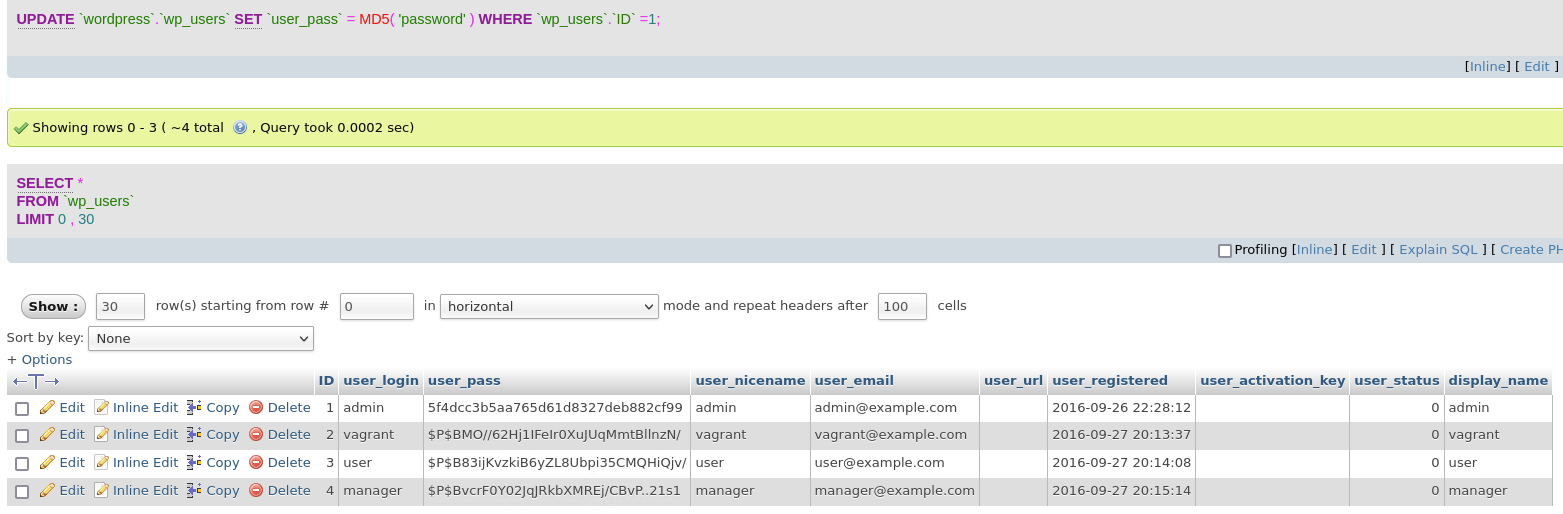 UPDATE `wordpress`.`wp_users` SET `user_pass` = MD5( 'password' ) WHERE `wp_users`.`ID` =1;
[Inline] [ Edit ]
Showing rows 0 - 3 ( ~4 total , Query took 0.0002 sec)
SELECT *
FROM `wp_users`
LIMIT 0 , 30
Profiling [Inline] [ Edit ] [ Explain SQL ] [ Create PH
Show : 30 row(s) starting from row # 0 in horizontal mode and repeat headers after 100 cells
Sort by key: None
+ Options
←T→ ID user_login user_pass user_nicename user_email user_url user_registered user_activation_key user_status display_name
Edit Inline Edit Copy Delete 1 admin 5f4dcc3b5aa765d61d8327deb882cf99 admin admin@example.com 2016-09-26 22:28:12 0 admin
Edit Inline Edit Copy Delete 2 vagrant $P$BMO//62Hj1IFeIr0XuJUqMmtBllnzN/ vagrant vagrant@example.com 2016-09-27 20:13:37 0 vagrant
Edit Inline Edit Copy Delete 3 user $P$B83ijKvzkiB6yZL8Ubpi35CMQHiQjv/ user user@example.com 2016-09-27 20:14:08 0 user
Edit Inline Edit Copy Delete 4 manager $P$BvcrF0Y02JqJRkbXMREj/CBvP..21s1 manager manager@example.com 2016-09-27 20:15:14 0 manager